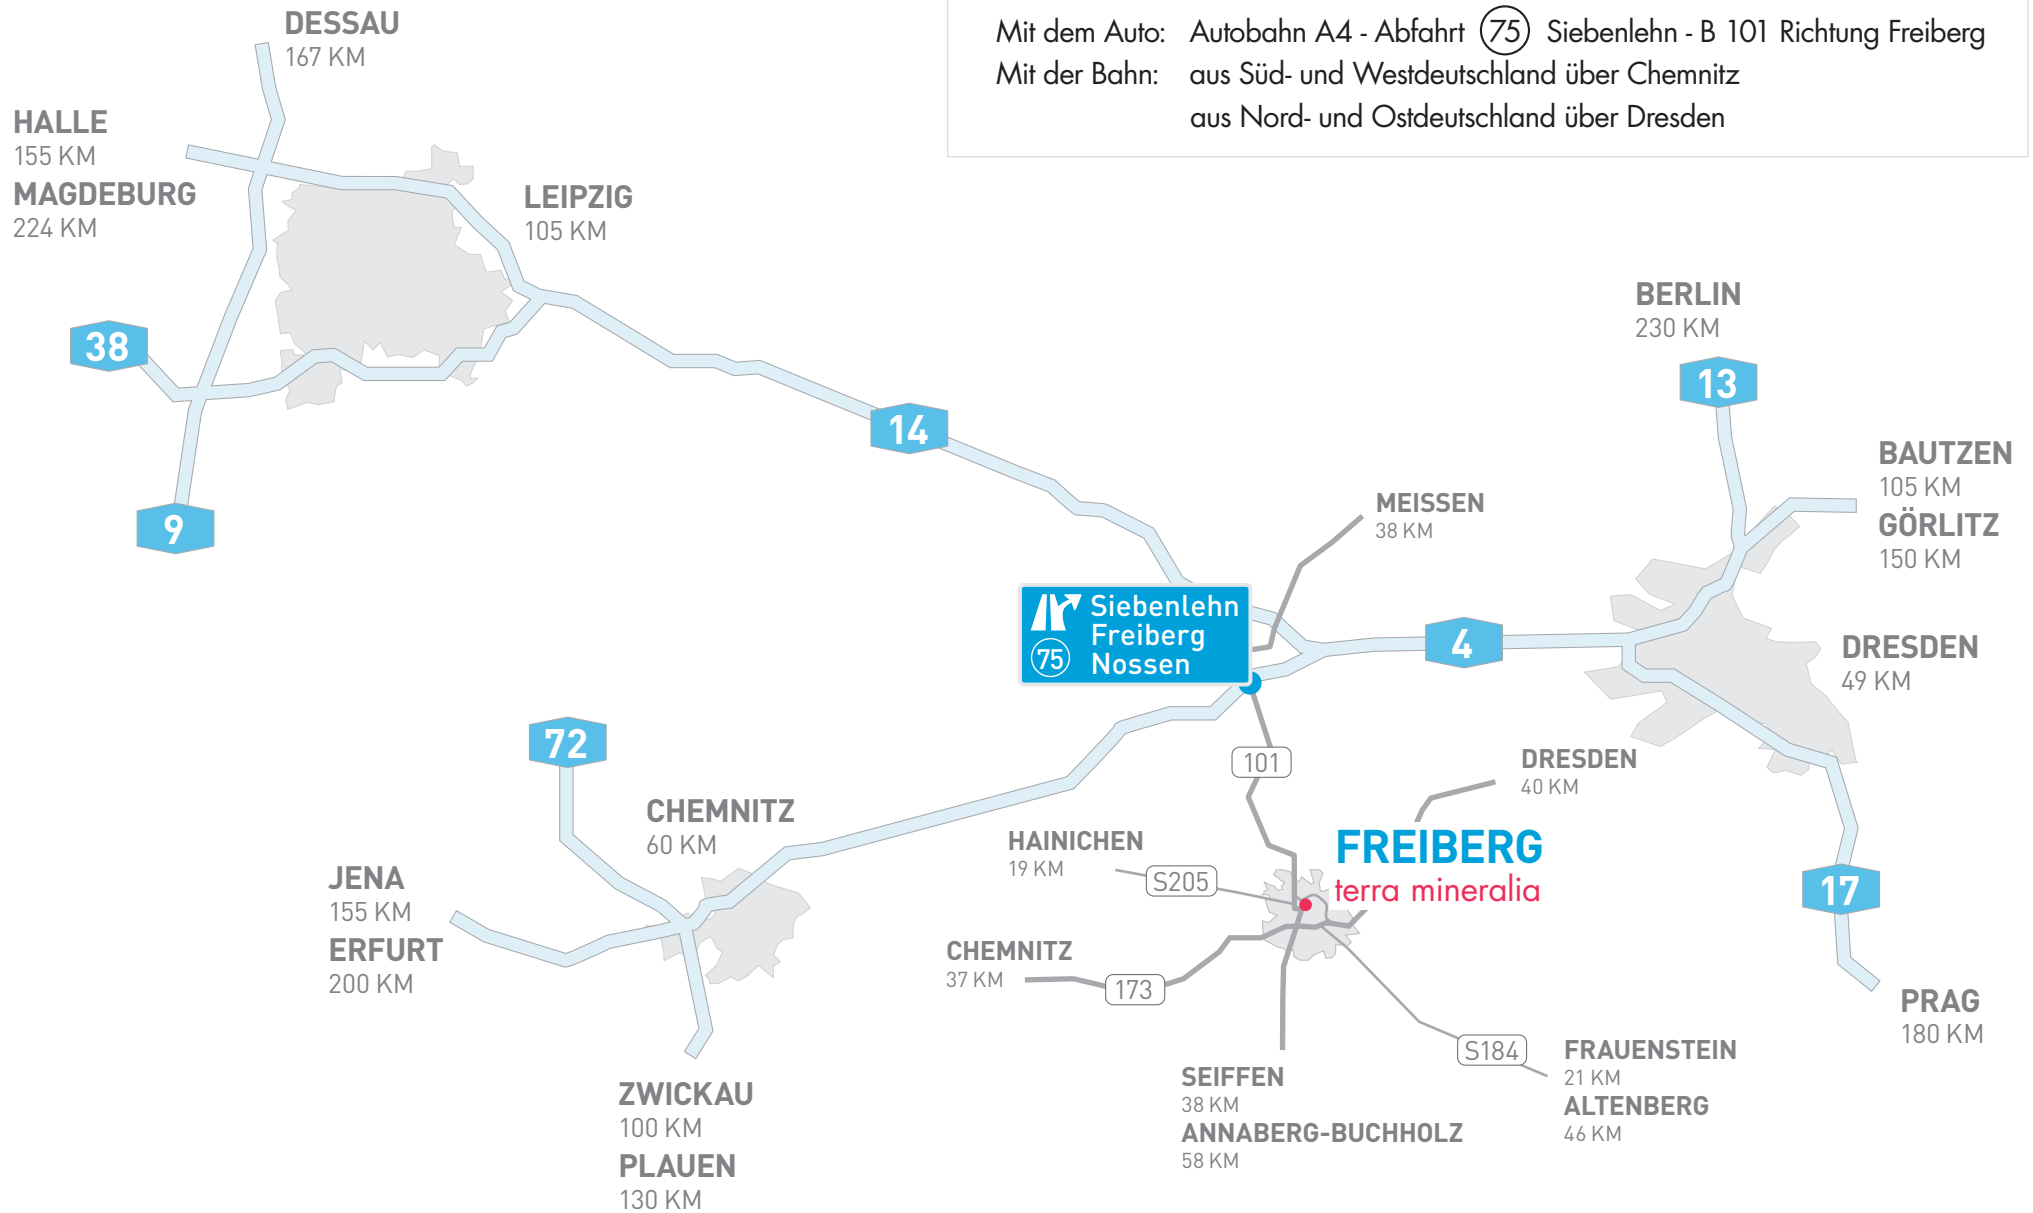 Mit dem Auto: Autobahn A4 - Abfahrt 75 Siebenlehn - B 101 Richtung Freiberg
Mit der Bahn: aus Süd- und Westdeutschland über Chemnitz
aus Nord- und Ostdeutschland über Dresden
DESSAU
167 KM
HALLE
155 KM
MAGDEBURG
224 KM
LEIPZIG
105 KM
38
9
14
BERLIN
230 KM
13
BAUTZEN
105 KM
GÖRLITZ
150 KM
MEISSEN
38 KM
Siebenlehn
Freiberg
75 Nossen
4
DRESDEN
49 KM
72
101
DRESDEN
40 KM
CHEMNITZ
60 KM
HAINICHEN
19 KM
S205
FREIBERG
terra mineralia
17
JENA
155 KM
ERFURT
200 KM
CHEMNITZ
37 KM
173
PRAG
180 KM
S184
FRAUENSTEIN
21 KM
ALTENBERG
46 KM
SEIFFEN
38 KM
ANNABERG-BUCHHOLZ
58 KM
ZWICKAU
100 KM
PLAUEN
130 KM